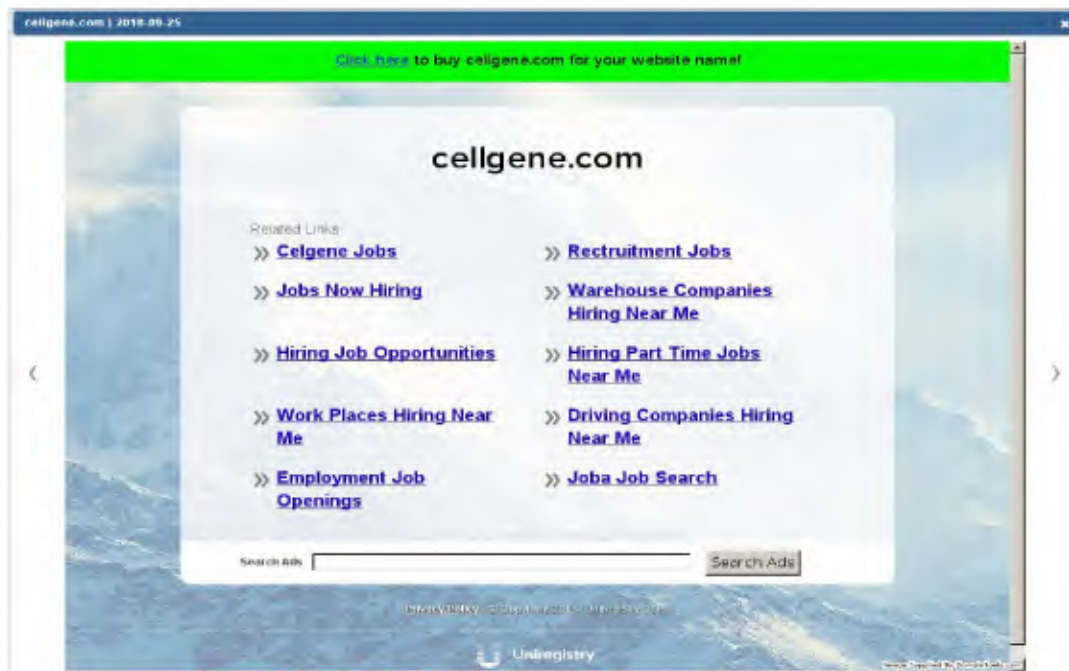 cellgene.com | 2018-09-25
Click here to buy cellgene.com for your website name!
cellgene.com
Related Links
Celgene Jobs
Rectruitment Jobs
Jobs Now Hiring
Warehouse Companies
Hiring Near Me
Hiring Job Opportunities
Hiring Part Time Jobs
Near Me
Work Places Hiring Near
Me
Driving Companies Hiring
Near Me
Employment Job
Openings
Joba Job Search
Search Ads
Search Ads
Privacy Policy
Uniregistry